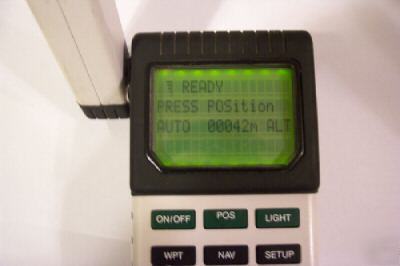 READY
PRESS POSition
AUTO 00042m ALT
ON/OFF POS LIGHT
WPT NAV SETUP